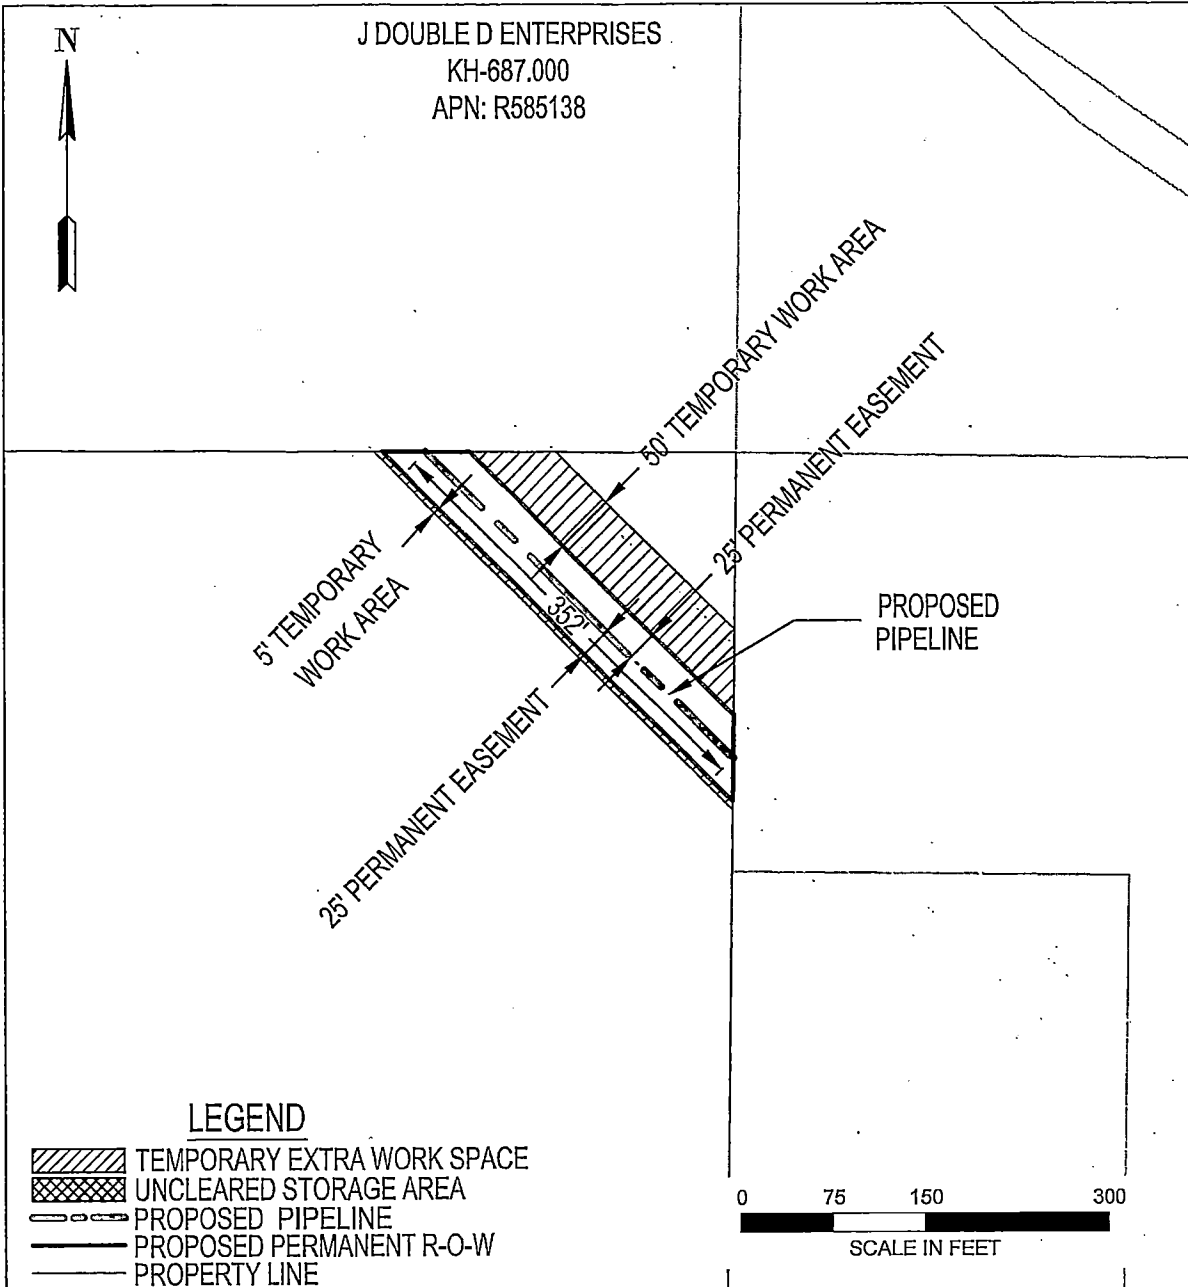 N
J DOUBLE D ENTERPRISES
KH-687.000
APN: R585138
50' TEMPORARY WORK AREA
25' PERMANENT EASEMENT
5' TEMPORARY
WORK AREA
352'
PROPOSED
PIPELINE
25' PERMANENT EASEMENT
LEGEND
TEMPORARY EXTRA WORK SPACE
UNCLEARED STORAGE AREA
PROPOSED PIPELINE
PROPOSED PERMANENT R-O-W
PROPERTY LINE
0 75 150 300
SCALE IN FEET